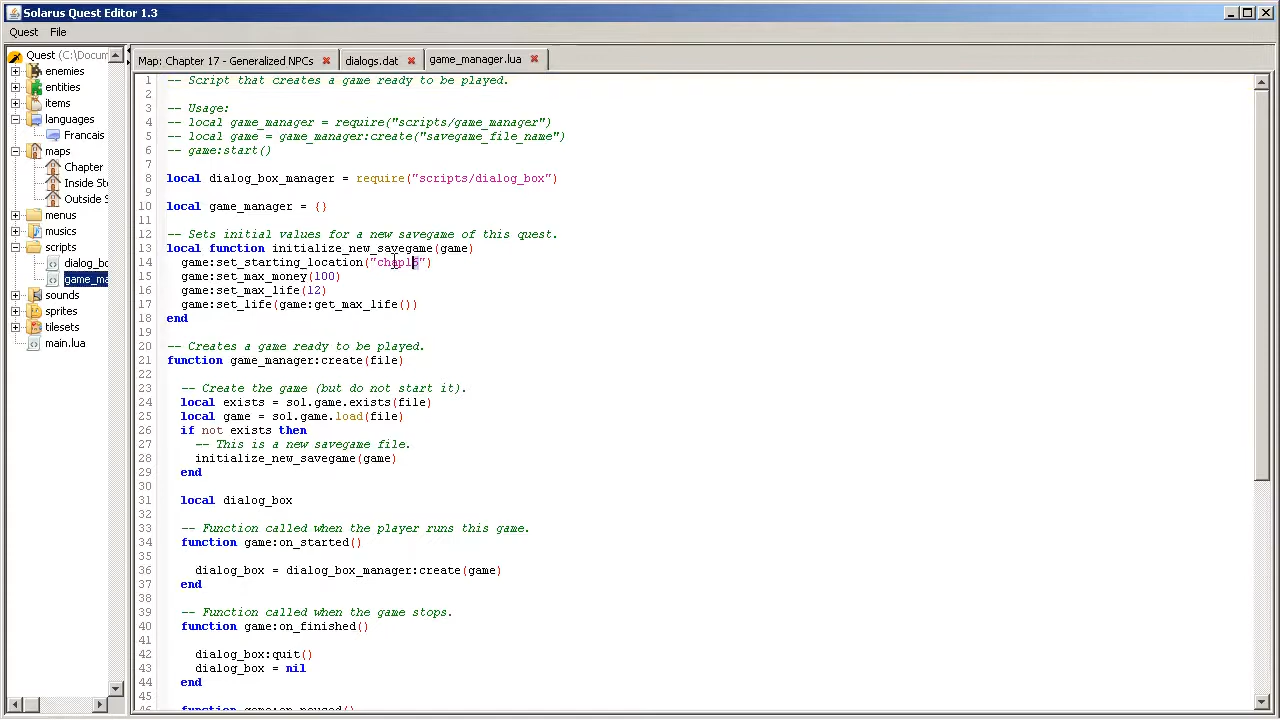 Solarus Quest Editor 1.3
Quest File
Quest (C:\Docum
enemies
entities
items
languages
Francais
maps
Chapter
Inside St
Outside S
menus
musics
scripts
dialog_bo
game_ma
sounds
sprites
tilesets
main.lua
Map: Chapter 17 - Generalized NPCs dialogs.dat game_manager.lua
1 -- Script that creates a game ready to be played.
2
3 -- Usage:
4 -- local game_manager = require("scripts/game_manager")
5 -- local game = game_manager:create("savegame_file_name")
6 -- game:start()
7
8 local dialog_box_manager = require("scripts/dialog_box")
9
10 local game_manager = {}
11
12 -- Sets initial values for a new savegame of this quest.
13 local function initialize_new_savegame(game)
14 game:set_starting_location("chap16")
15 game:set_max_money(100)
16 game:set_max_life(12)
17 game:set_life(game:get_max_life())
18 end
19
20 -- Creates a game ready to be played.
21 function game_manager:create(file)
22
23 -- Create the game (but do not start it).
24 local exists = sol.game.exists(file)
25 local game = sol.game.load(file)
26 if not exists then
27 -- This is a new savegame file.
28 initialize_new_savegame(game)
29 end
30
31 local dialog_box
32
33 -- Function called when the player runs this game.
34 function game:on_started()
35
36 dialog_box = dialog_box_manager:create(game)
37 end
38
39 -- Function called when the game stops.
40 function game:on_finished()
41
42 dialog_box:quit()
43 dialog_box = nil
44 end
45
46 function game:on_paused()